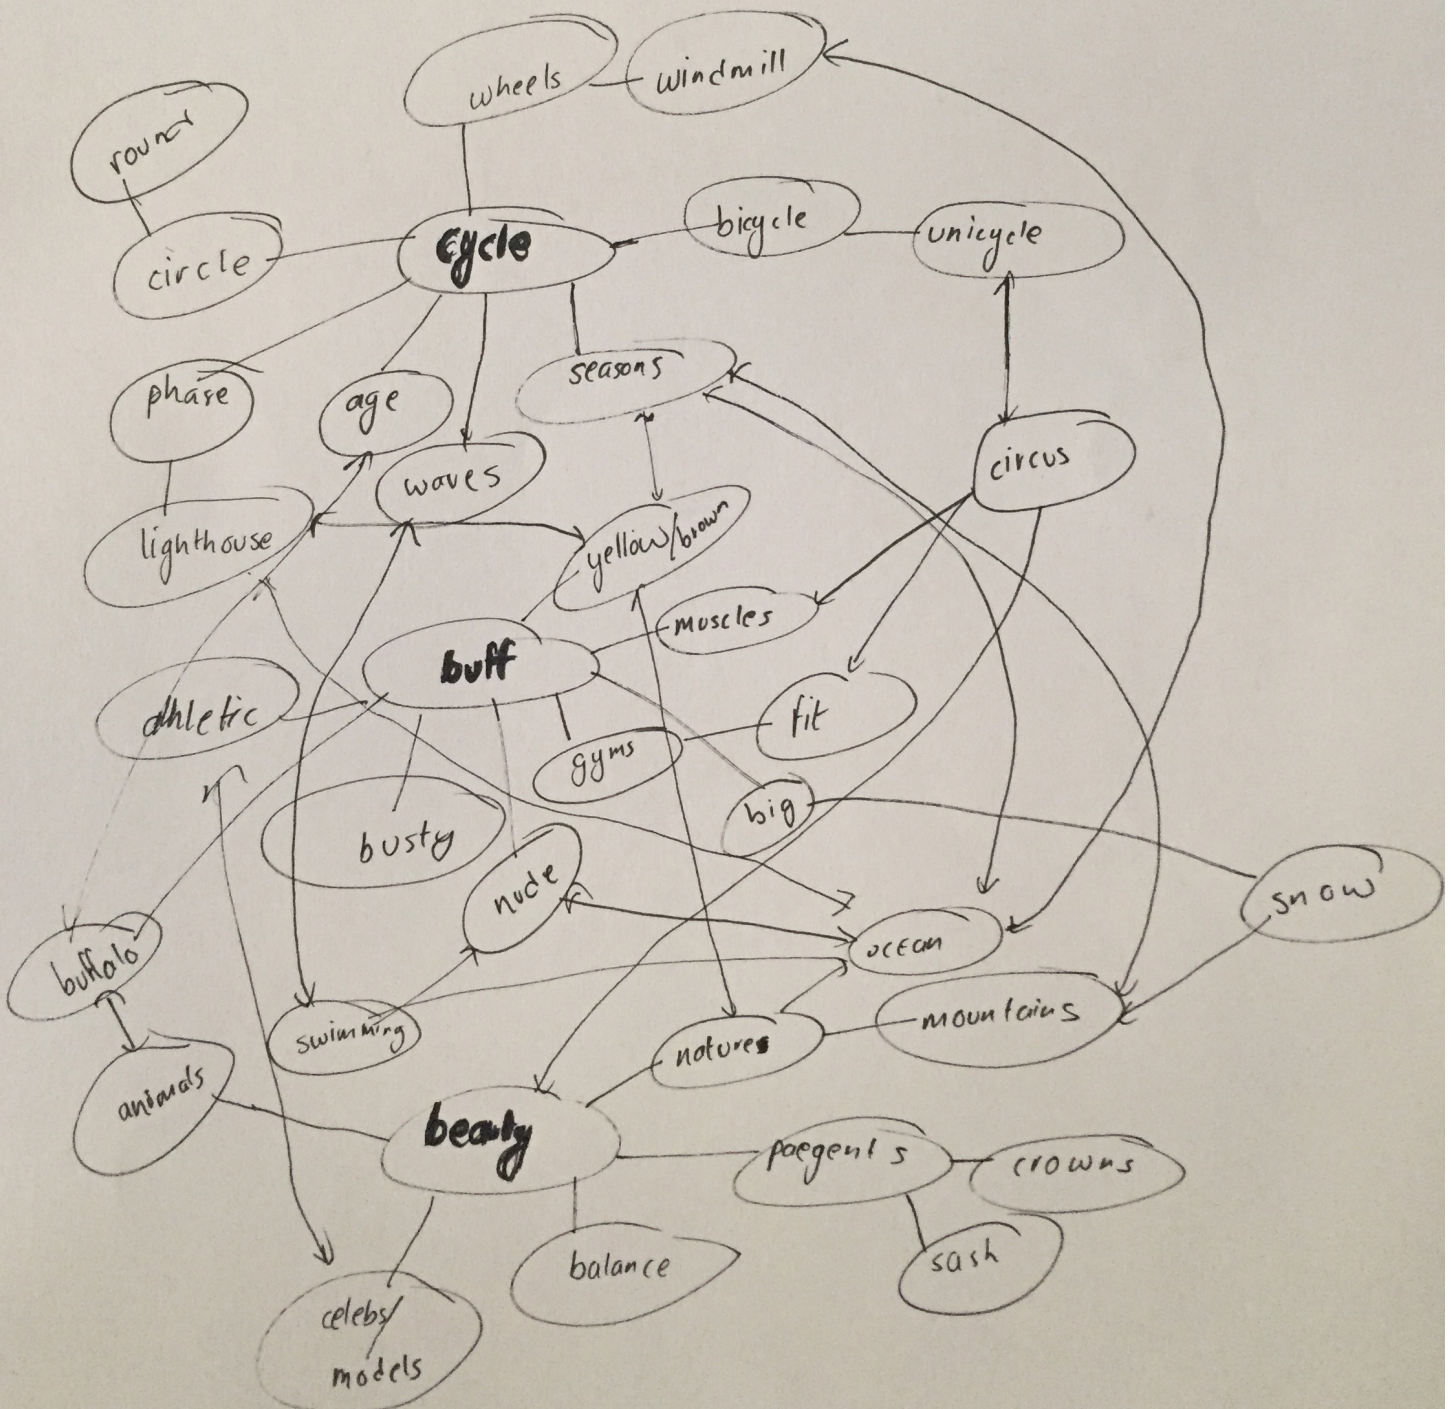 wheels
windmill
round
circle
cycle
bicycle
unicycle
phase
age
waves
seasons
circus
lighthouse
yellow/brown
muscles
buff
athletic
gyms
fit
big
busty
nude
snow
buffalo
swimming
ocean
mountains
natures
animals
beauty
paegents
crowns
balance
sash
celebs/
models